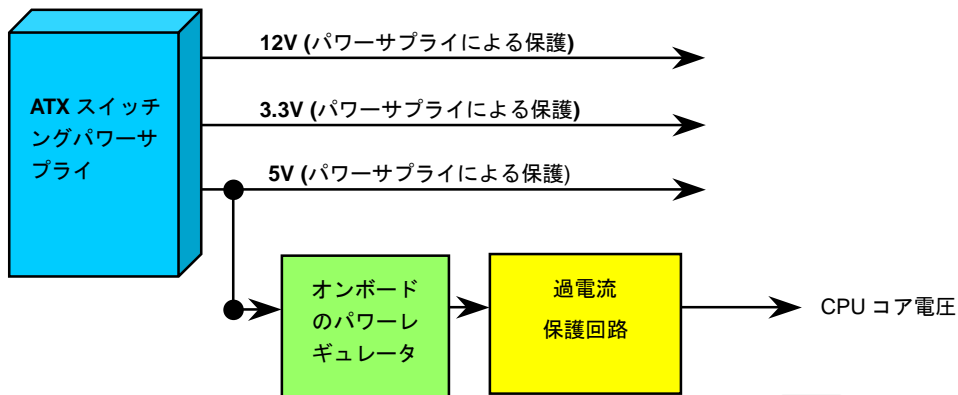 12V (パワーサプライによる保護)
ATX スイッチ
ングパワーサ
プライ
3.3V (パワーサプライによる保護)
5V (パワーサプライによる保護)
オンボード
のパワーレ
ギュレータ
過電流
保護回路
CPU コア電圧